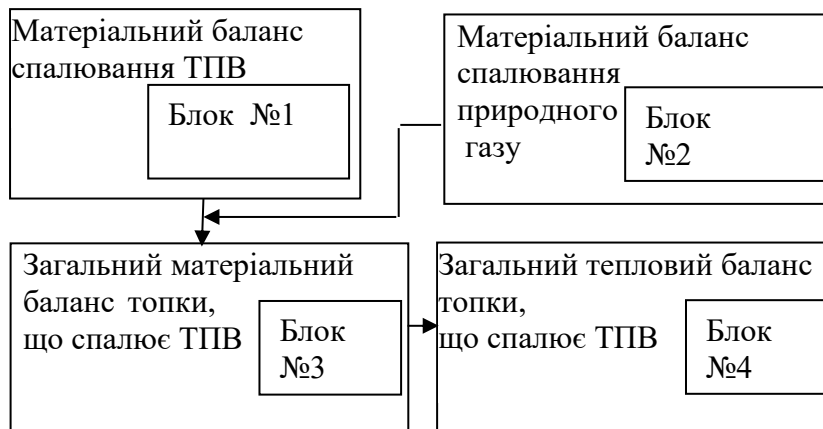 Матеріальний баланс
спалювання ТПВ
Блок №1
Матеріальний баланс
спалювання
природного
газу
Блок
№2
Загальний матеріальний
баланс топки,
що спалює ТПВ
Блок
№3
Загальний тепловий баланс
топки,
що спалює ТПВ
Блок
№4